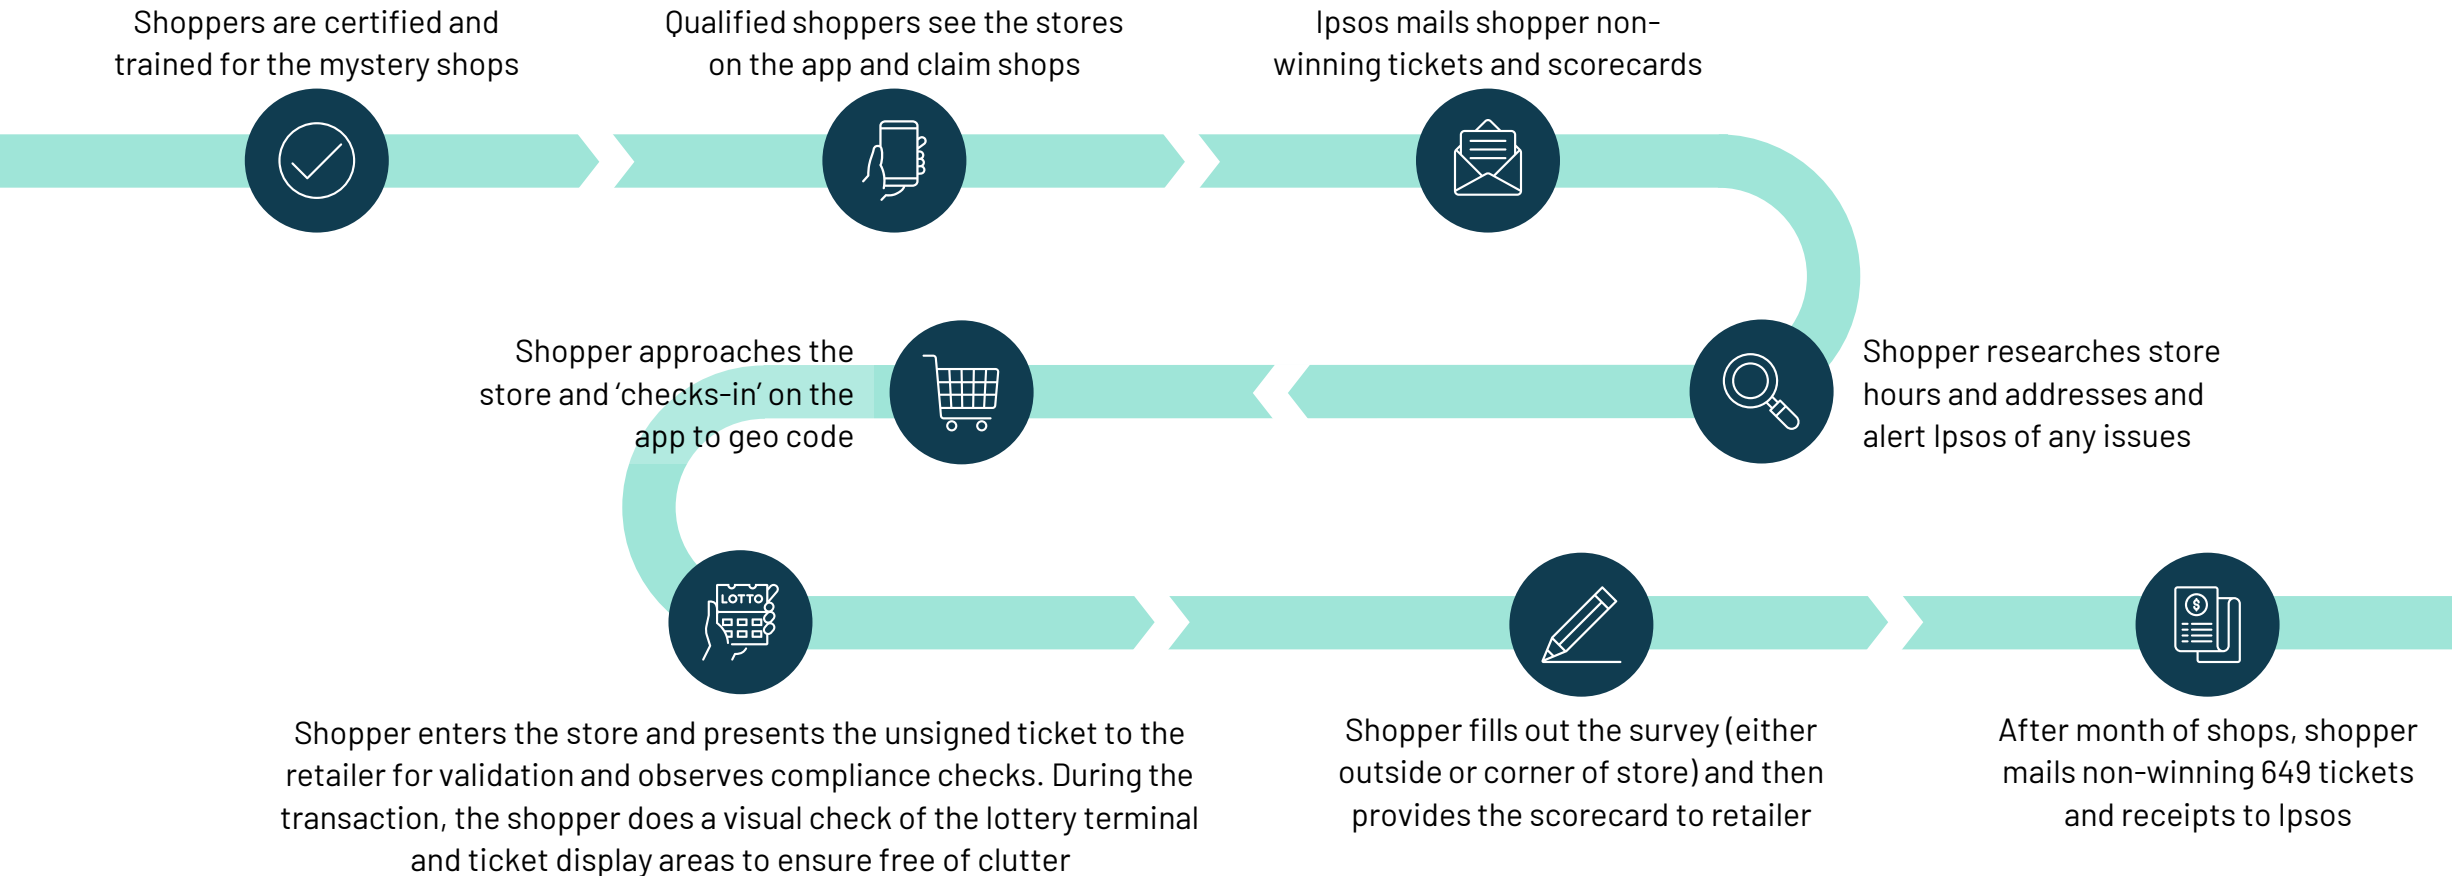 Shoppers are certified and
trained for the mystery shops
Qualified shoppers see the stores
on the app and claim shops
Ipsos mails shopper non-
winning tickets and scorecards
Shopper researches store
hours and addresses and
alert Ipsos of any issues
Shopper approaches the
store and ‘checks-in’ on the
app to geo code
LOTTO
Shopper enters the store and presents the unsigned ticket to the
retailer for validation and observes compliance checks. During the
transaction, the shopper does a visual check of the lottery terminal
and ticket display areas to ensure free of clutter
Shopper fills out the survey (either
outside or corner of store) and then
provides the scorecard to retailer
$
After month of shops, shopper
mails non-winning 649 tickets
and receipts to Ipsos